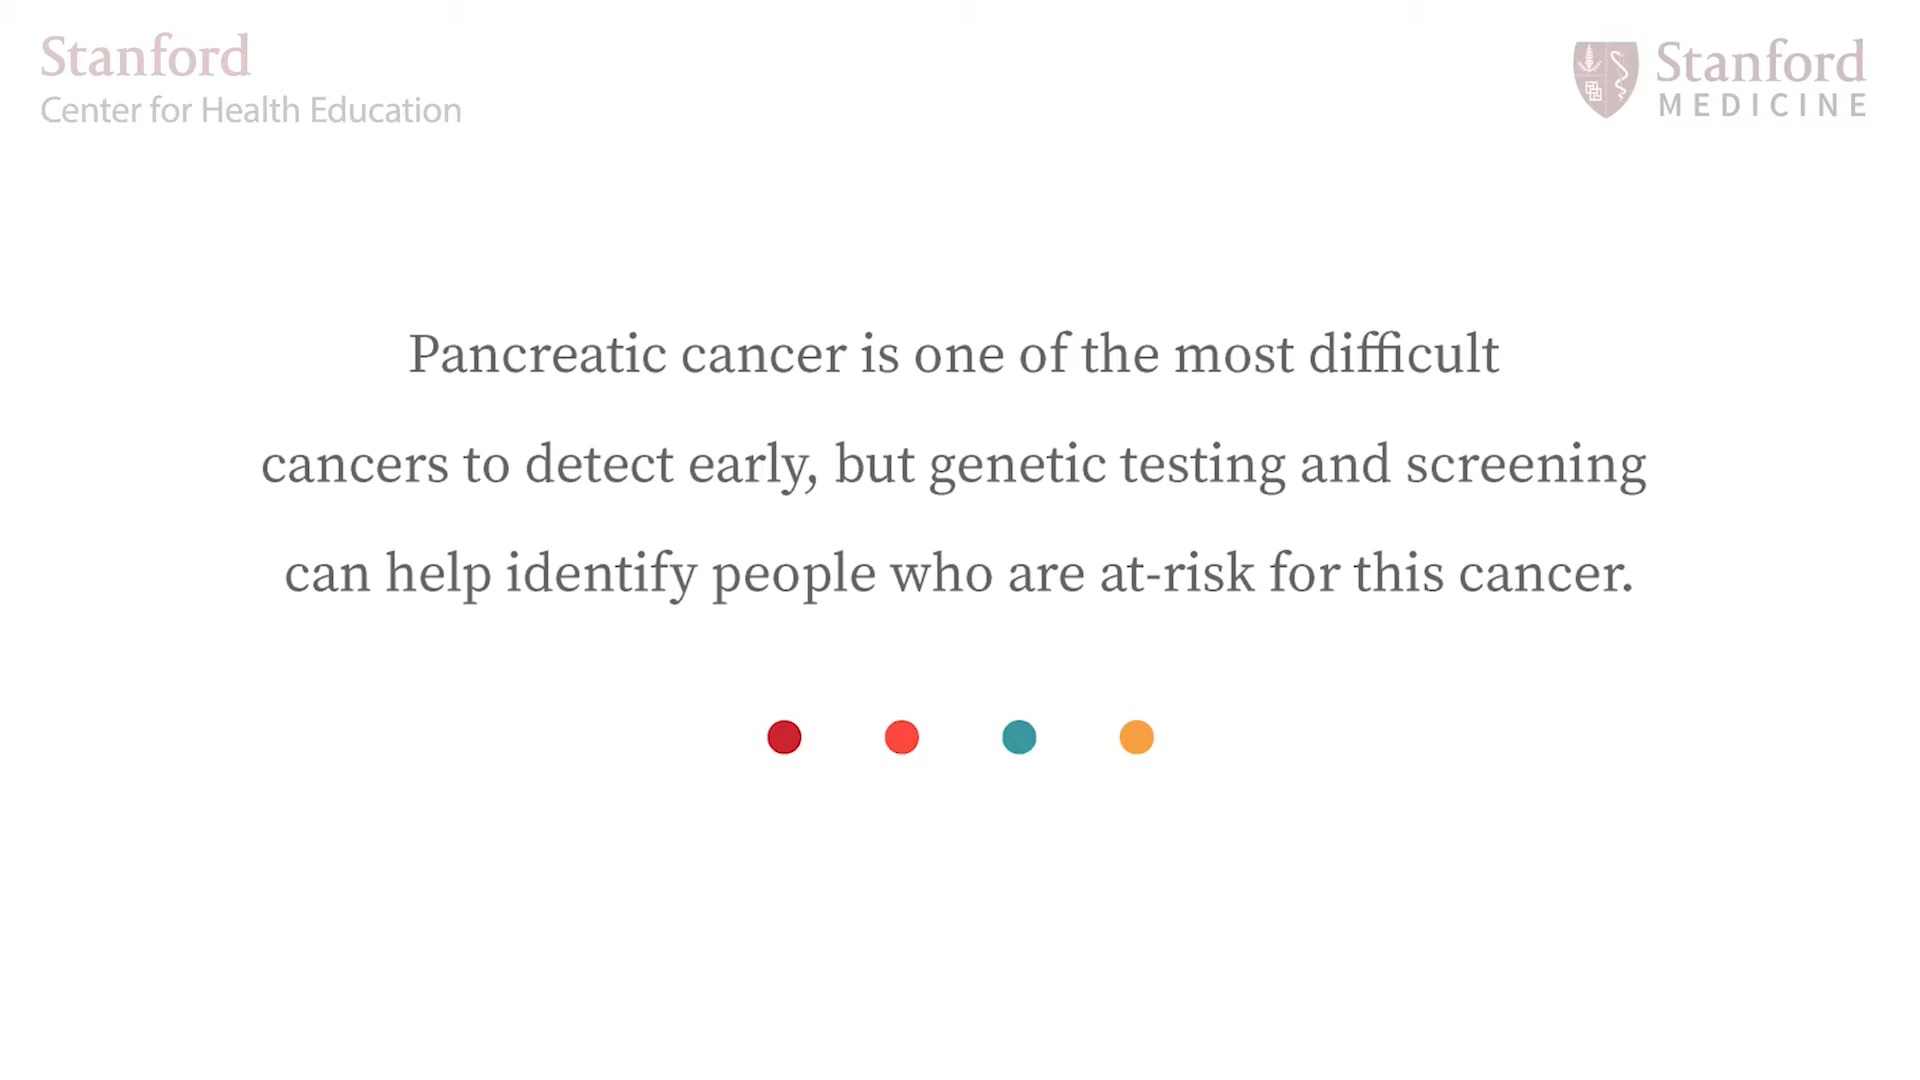 Stanford
Center for Health Education
Stanford
MEDICINE
Pancreatic cancer is one of the most difficult
cancers to detect early, but genetic testing and screening
can help identify people who are at-risk for this cancer.